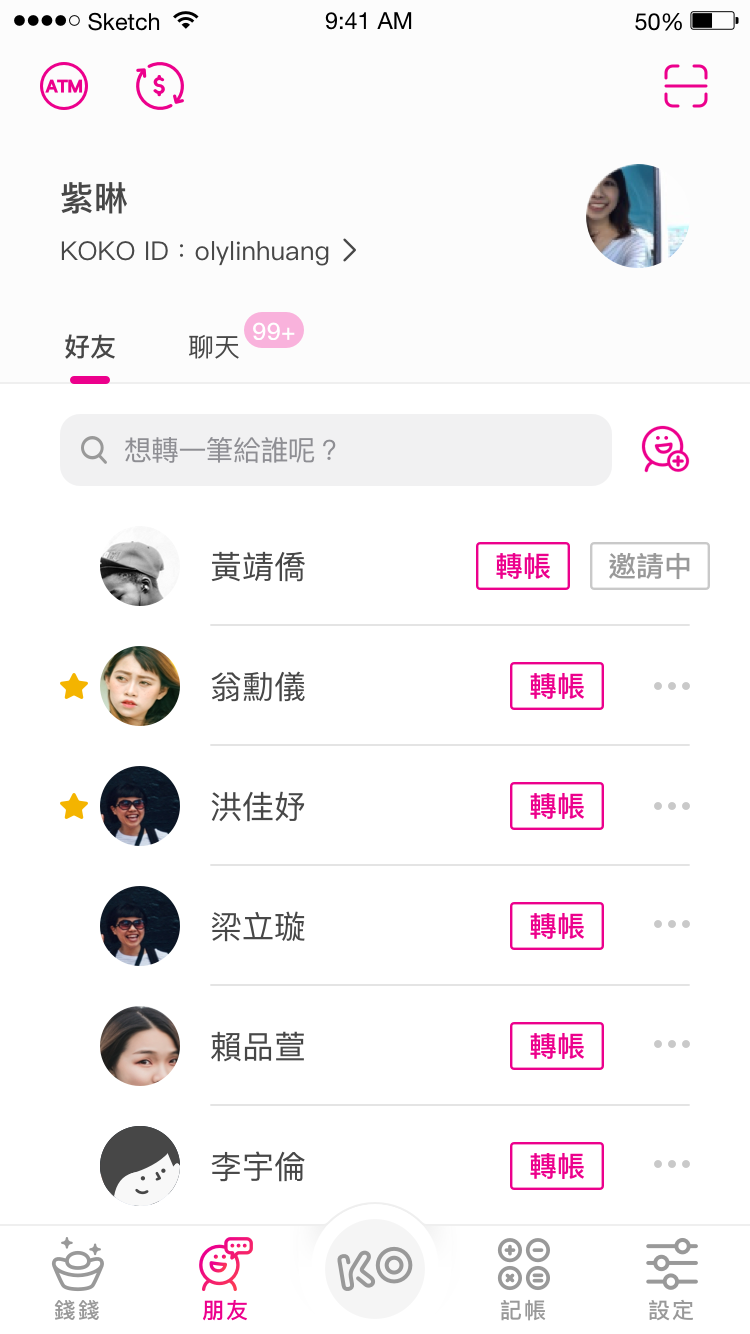 Sketch 9:41 AM 50%
ATM $
紫晽
KOKO ID：olylinhuang
好友 聊天 99+
想轉一筆給誰呢？
黃靖僑 轉帳 邀請中
翁勳儀 轉帳
洪佳妤 轉帳
梁立璇 轉帳
賴品萱 轉帳
李宇倫 轉帳
KO
錢錢 朋友 記帳 設定